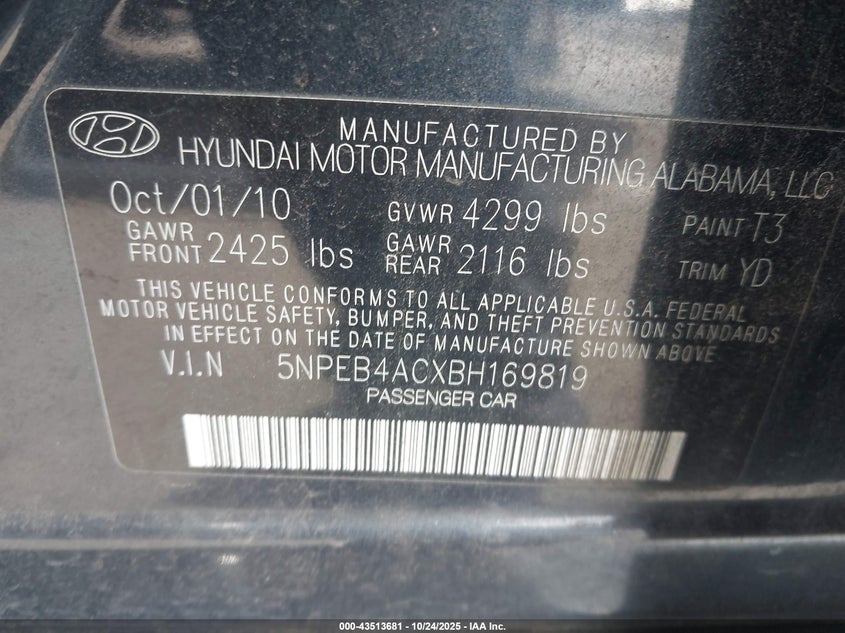 MANUFACTURED BY
HYUNDAI MOTOR MANUFACTURING ALABAMA, LLC
Oct/01/10 GVWR 4299 lbs PAINT T3
GAWR FRONT 2425 lbs GAWR REAR 2116 lbs TRIM YD
THIS VEHICLE CONFORMS TO ALL APPLICABLE U.S.A. FEDERAL
MOTOR VEHICLE SAFETY, BUMPER, AND THEFT PREVENTION STANDARDS
IN EFFECT ON THE DATE OF MANUFACTURE SHOWN ABOVE
V.I.N 5NPEB4ACXBH169819
PASSENGER CAR
000-43513681 - 10/24/2025 - IAA Inc.